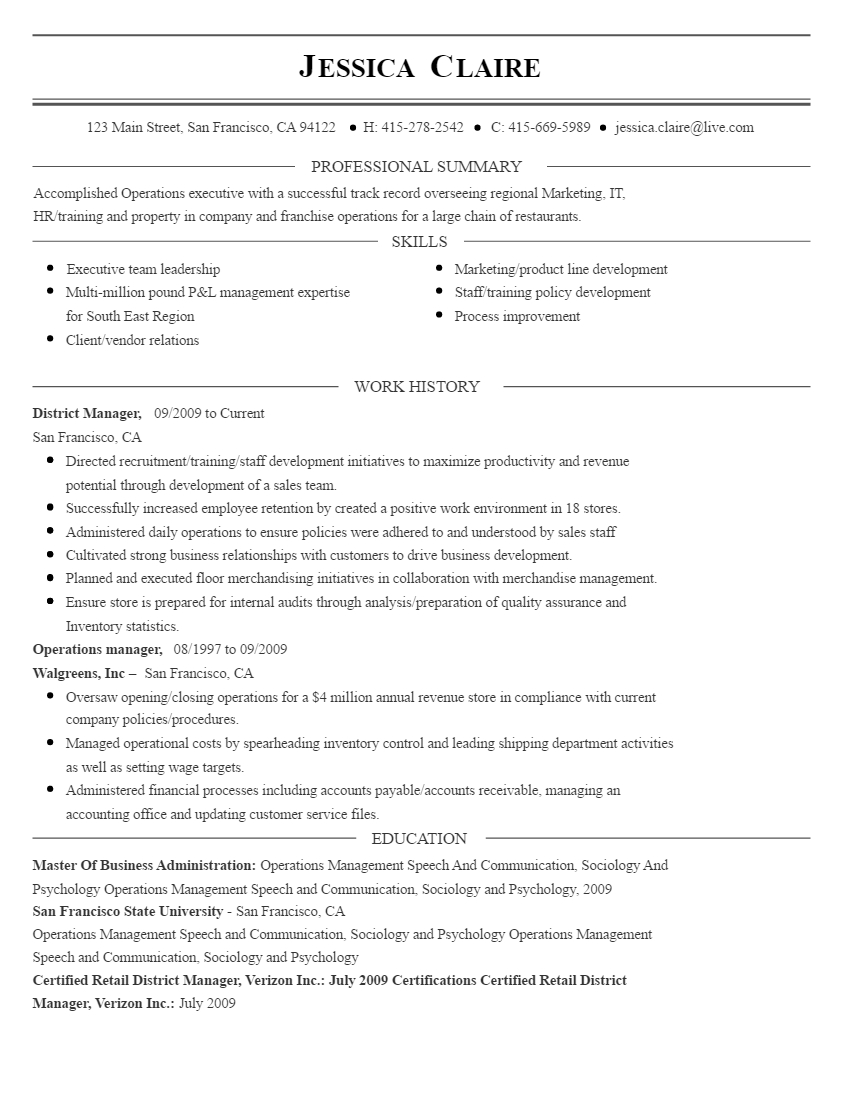 JESSICA CLAIRE
123 Main Street, San Francisco, CA 94122 • H: 415-278-2542 • C: 415-669-5989 • jessica.claire@live.com
PROFESSIONAL SUMMARY
Accomplished Operations executive with a successful track record overseeing regional Marketing, IT,
HR/training and property in company and franchise operations for a large chain of restaurants.
SKILLS
• Executive team leadership
• Multi-million pound P&L management expertise
for South East Region
• Client/vendor relations
• Marketing/product line development
• Staff/training policy development
• Process improvement
WORK HISTORY
District Manager, 09/2009 to Current
San Francisco, CA
• Directed recruitment/training/staff development initiatives to maximize productivity and revenue
potential through development of a sales team.
• Successfully increased employee retention by created a positive work environment in 18 stores.
• Administered daily operations to ensure policies were adhered to and understood by sales staff
• Cultivated strong business relationships with customers to drive business development.
• Planned and executed floor merchandising initiatives in collaboration with merchandise management.
• Ensure store is prepared for internal audits through analysis/preparation of quality assurance and
Inventory statistics.
Operations manager, 08/1997 to 09/2009
Walgreens, Inc – San Francisco, CA
• Oversaw opening/closing operations for a $4 million annual revenue store in compliance with current
company policies/procedures.
• Managed operational costs by spearheading inventory control and leading shipping department activities
as well as setting wage targets.
• Administered financial processes including accounts payable/accounts receivable, managing an
accounting office and updating customer service files.
EDUCATION
Master Of Business Administration: Operations Management Speech And Communication, Sociology And
Psychology Operations Management Speech and Communication, Sociology and Psychology, 2009
San Francisco State University - San Francisco, CA
Operations Management Speech and Communication, Sociology and Psychology Operations Management
Speech and Communication, Sociology and Psychology
Certified Retail District Manager, Verizon Inc.: July 2009 Certifications Certified Retail District
Manager, Verizon Inc.: July 2009